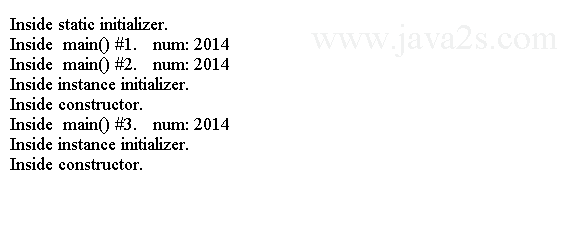 Inside static initializer.
www.java2s.com
Inside main() #1. num: 2014
Inside main() #2. num: 2014
Inside instance initializer.
Inside constructor.
Inside main() #3. num: 2014
Inside instance initializer.
Inside constructor.